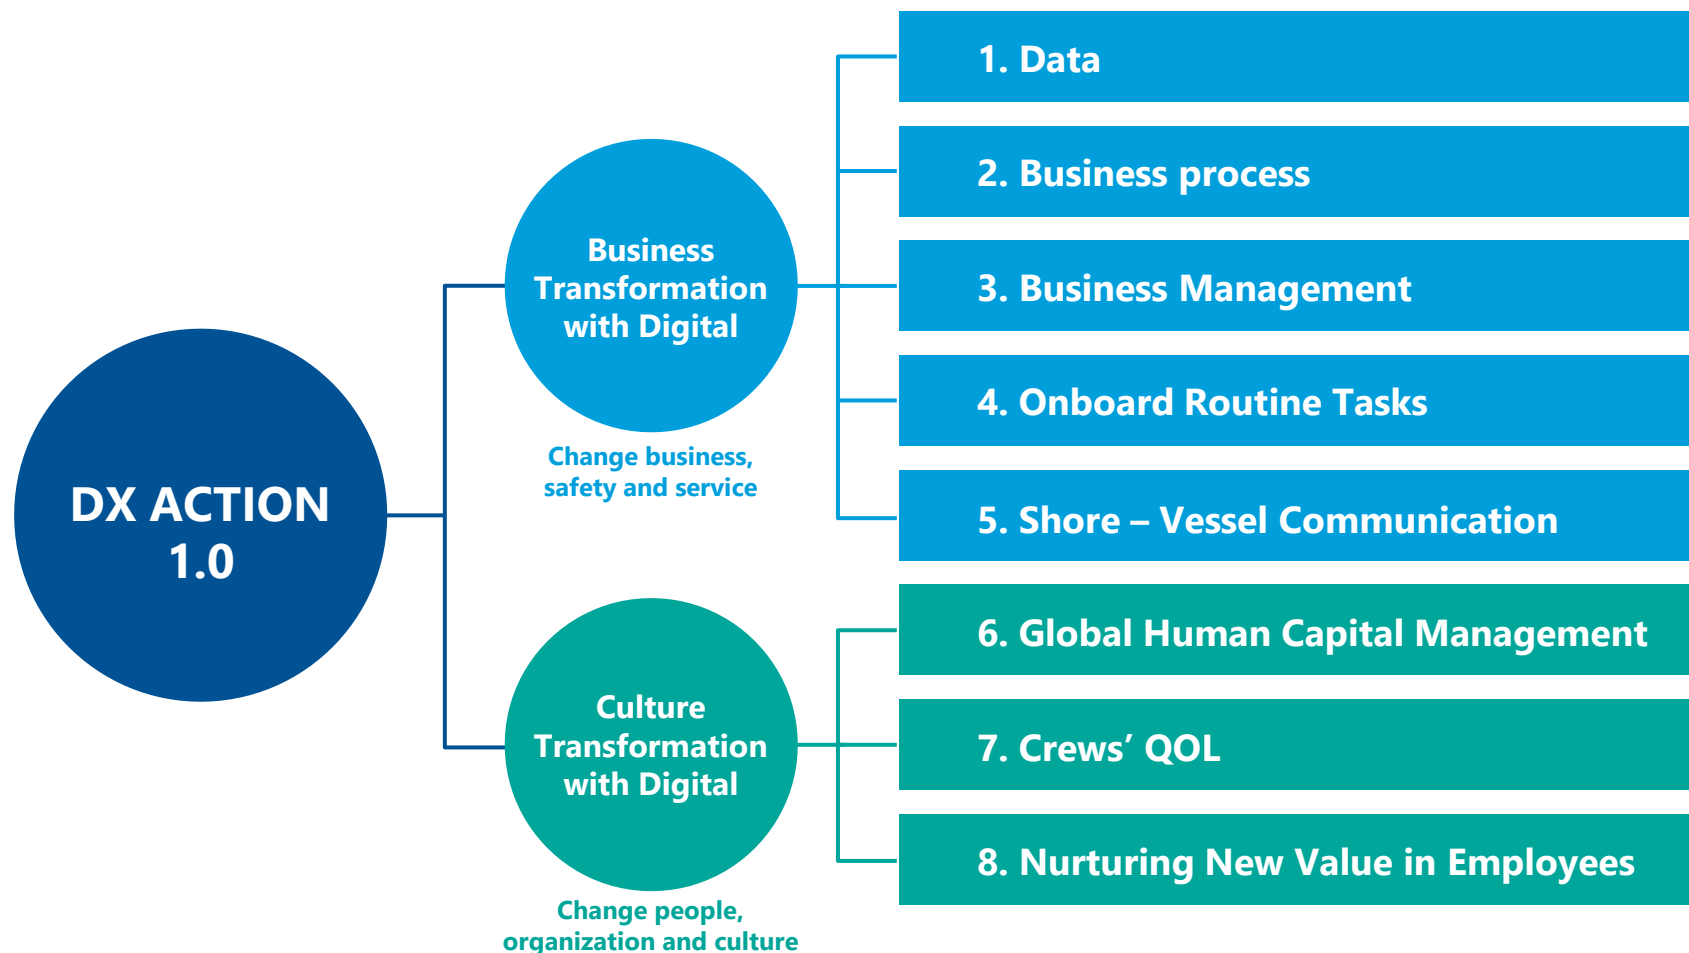 DX ACTION
1.0
Business
Transformation
with Digital
Change business,
safety and service
1. Data
2. Business process
3. Business Management
4. Onboard Routine Tasks
5. Shore – Vessel Communication
Culture
Transformation
with Digital
Change people,
organization and culture
6. Global Human Capital Management
7. Crews’ QOL
8. Nurturing New Value in Employees